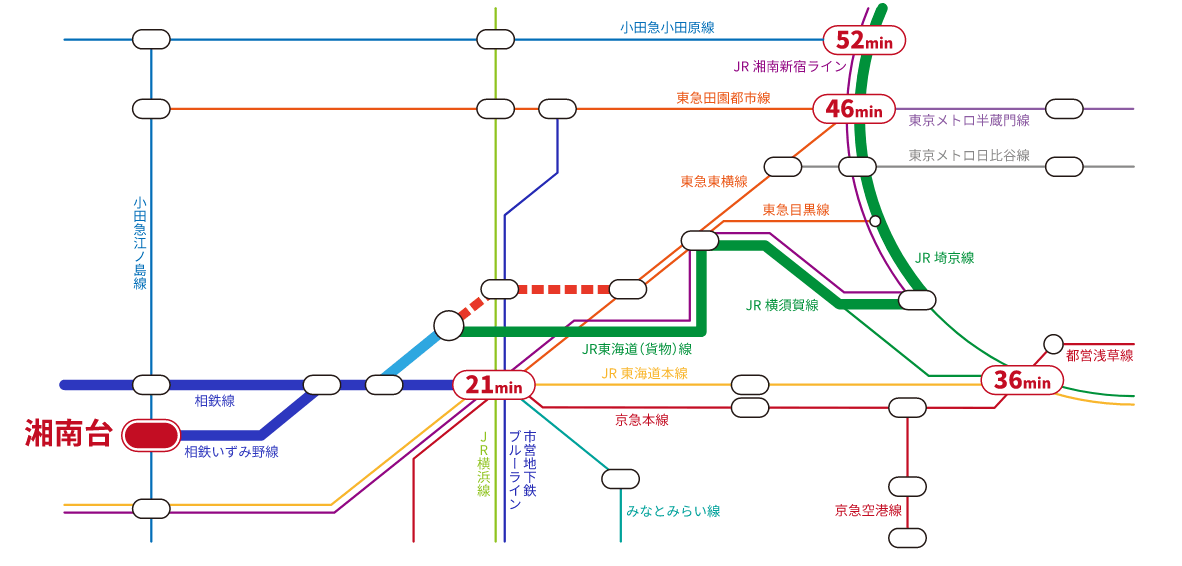 小田急小田原線
52min
JR 湘南新宿ライン
東急田園都市線
46min
東京メトロ半蔵門線
東京メトロ日比谷線
東急東横線
小田急江ノ島線
東急目黒線
JR 埼京線
JR 横須賀線
JR東海道(貨物)線
都営浅草線
JR 東海道本線
36min
21min
相鉄線
京急本線
湘南台
相鉄いずみ野線
JR横浜線
ブルーライン
市営地下鉄
みなとみらい線
京急空港線